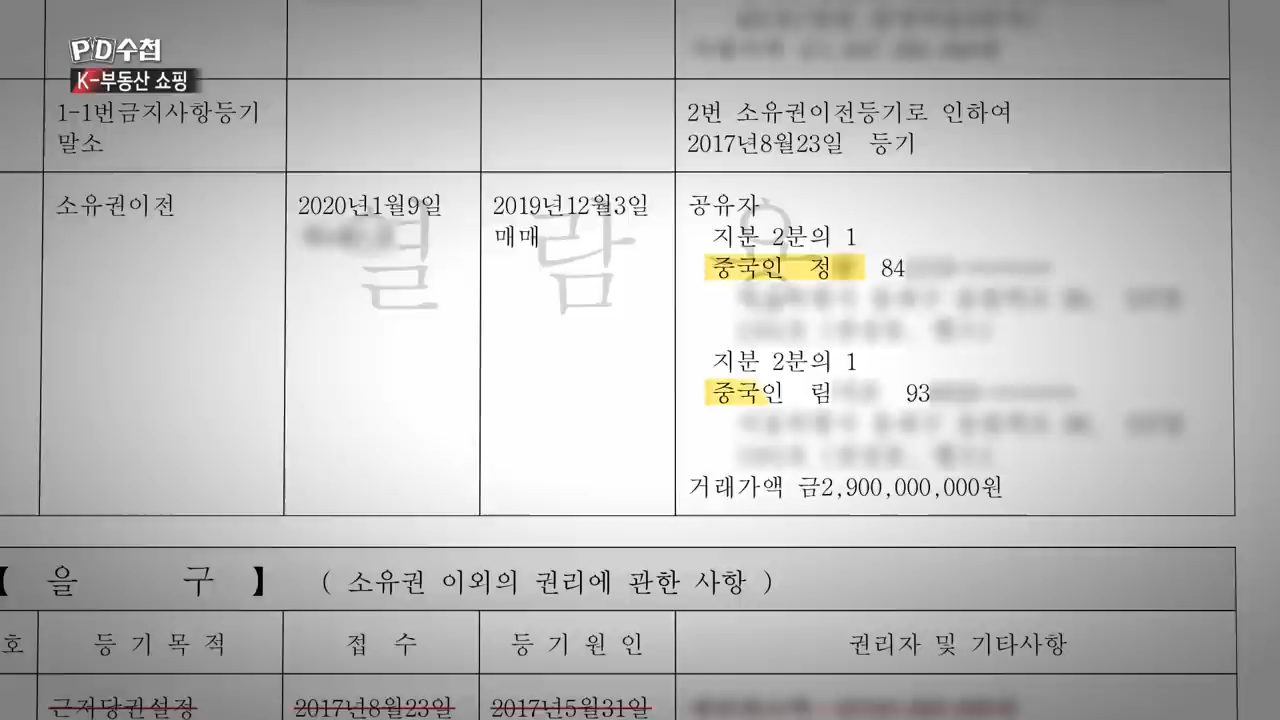 PD수첩
K-부동산 쇼핑
1-1번금지사항등기
말소
2번 소유권이전등기로 인하여
2017년8월23일 등기
소유권이전
2020년1월9일
2019년12월3일
매매
공유자
지분 2분의 1
중국인 정 84
지분 2분의 1
중국인 림 93
거래가액 금2,900,000,000원
열람용
【 을 구 】 ( 소유권 이외의 권리에 관한 사항 )
호 등 기 목 적 접 수 등 기 원 인 권리자 및 기타사항
근저당권설정 2017년8월23일 2017년5월31일